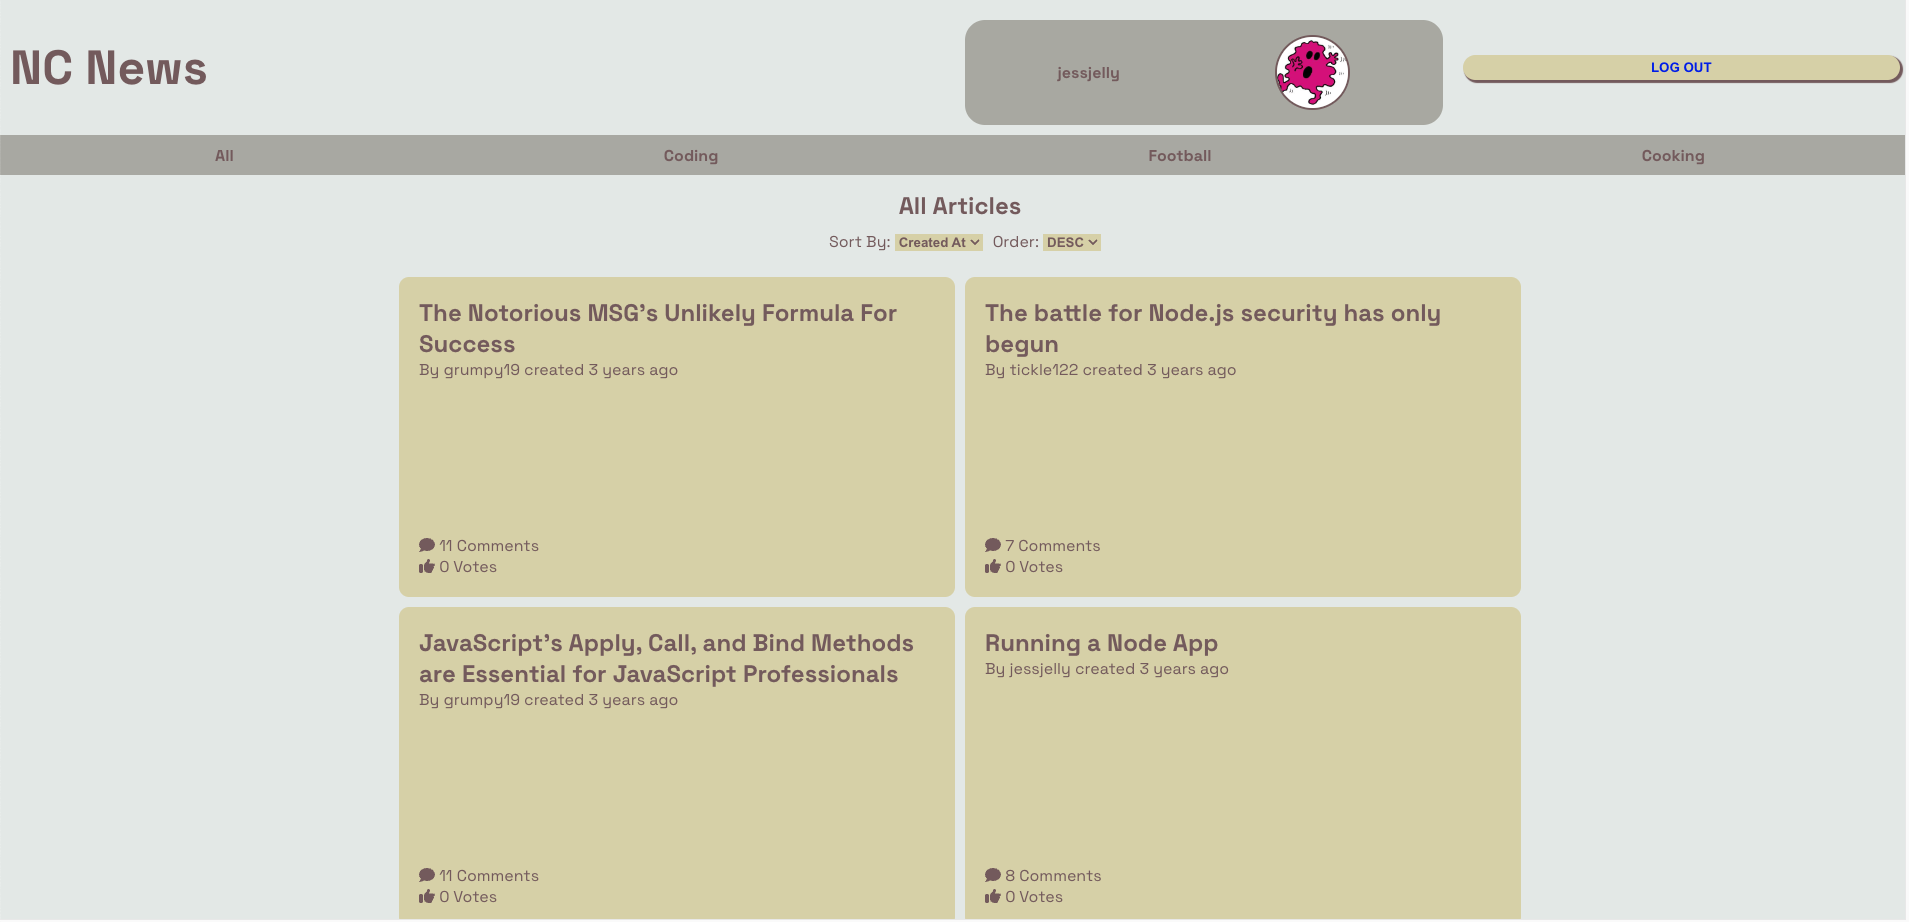 NC News
jessjelly
LOG OUT
All
Coding
Football
Cooking
All Articles
Sort By: Created At Order: DESC
The Notorious MSG’s Unlikely Formula For
Success
By grumpy19 created 3 years ago
11 Comments
0 Votes
The battle for Node.js security has only
begun
By tickle122 created 3 years ago
7 Comments
0 Votes
JavaScript’s Apply, Call, and Bind Methods
are Essential for JavaScript Professionals
By grumpy19 created 3 years ago
11 Comments
0 Votes
Running a Node App
By jessjelly created 3 years ago
8 Comments
0 Votes